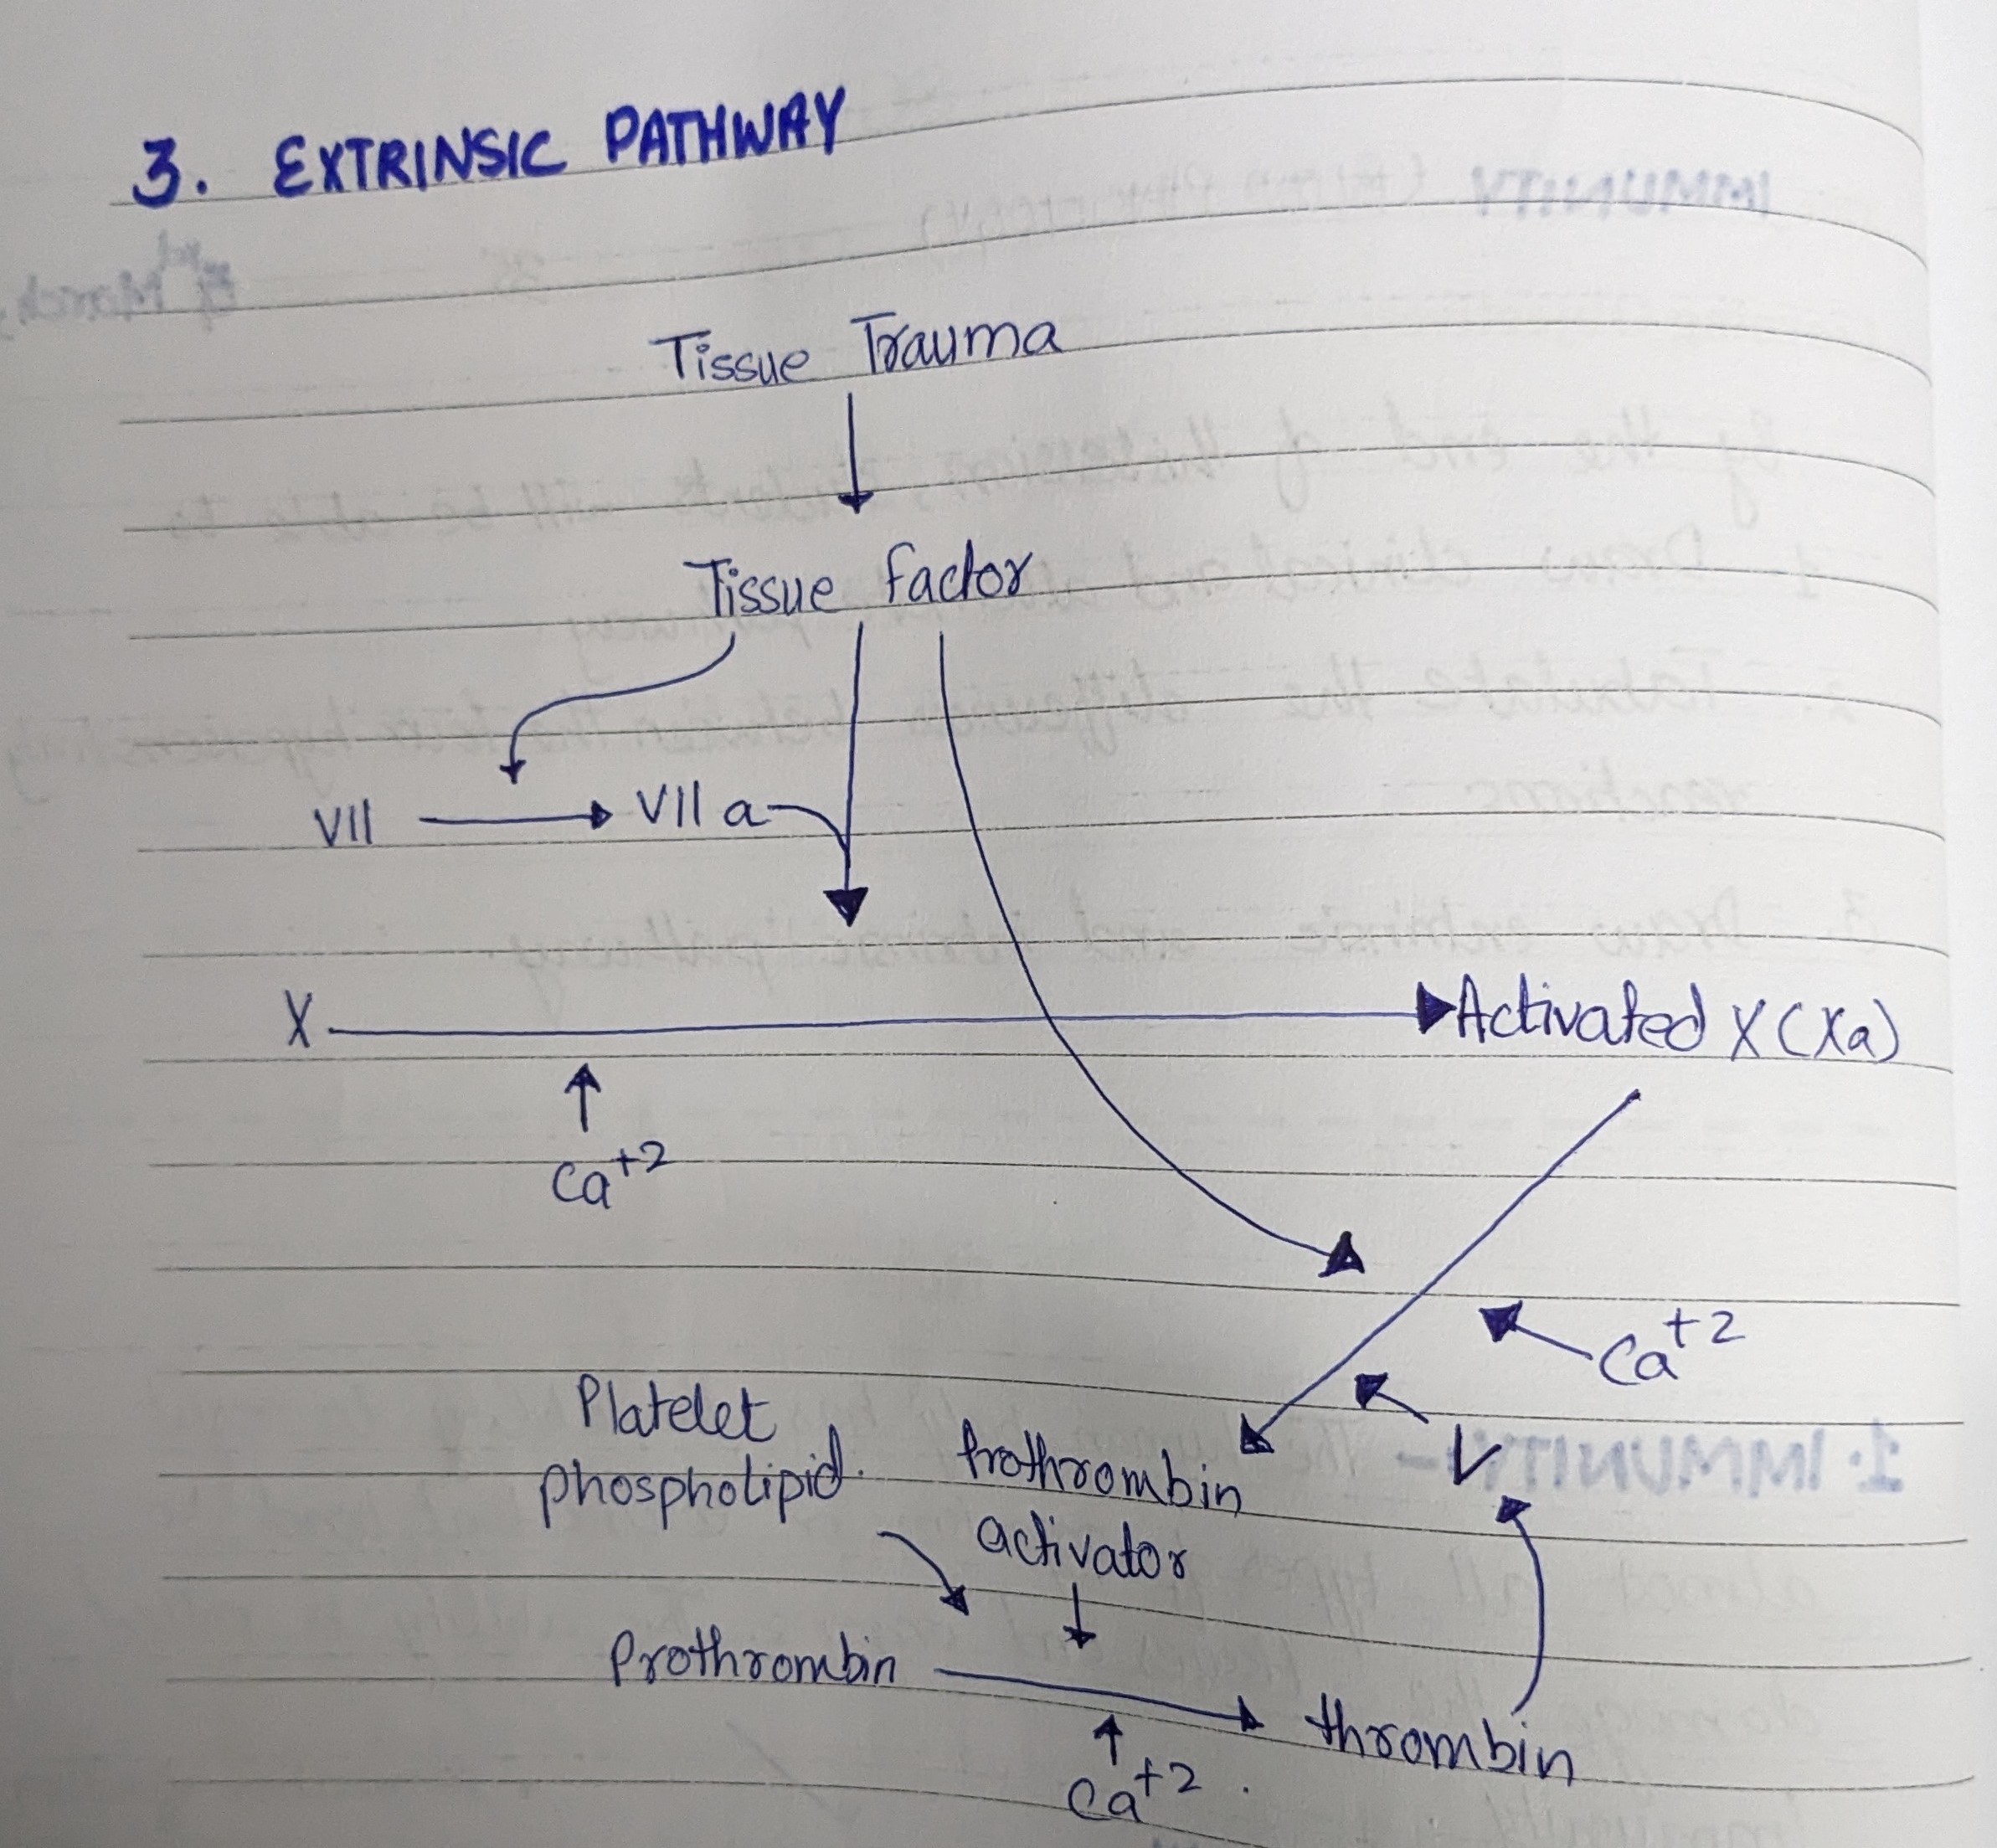 3. EXTRINSIC PATHWAY
Tissue Trauma
Tissue factor
VII
VII a
X
Activated X (Xa)
Ca+2
Ca+2
Platelet
phospholipid.
Prothrombin
activator
V
Prothrombin
thrombin
Ca+2.